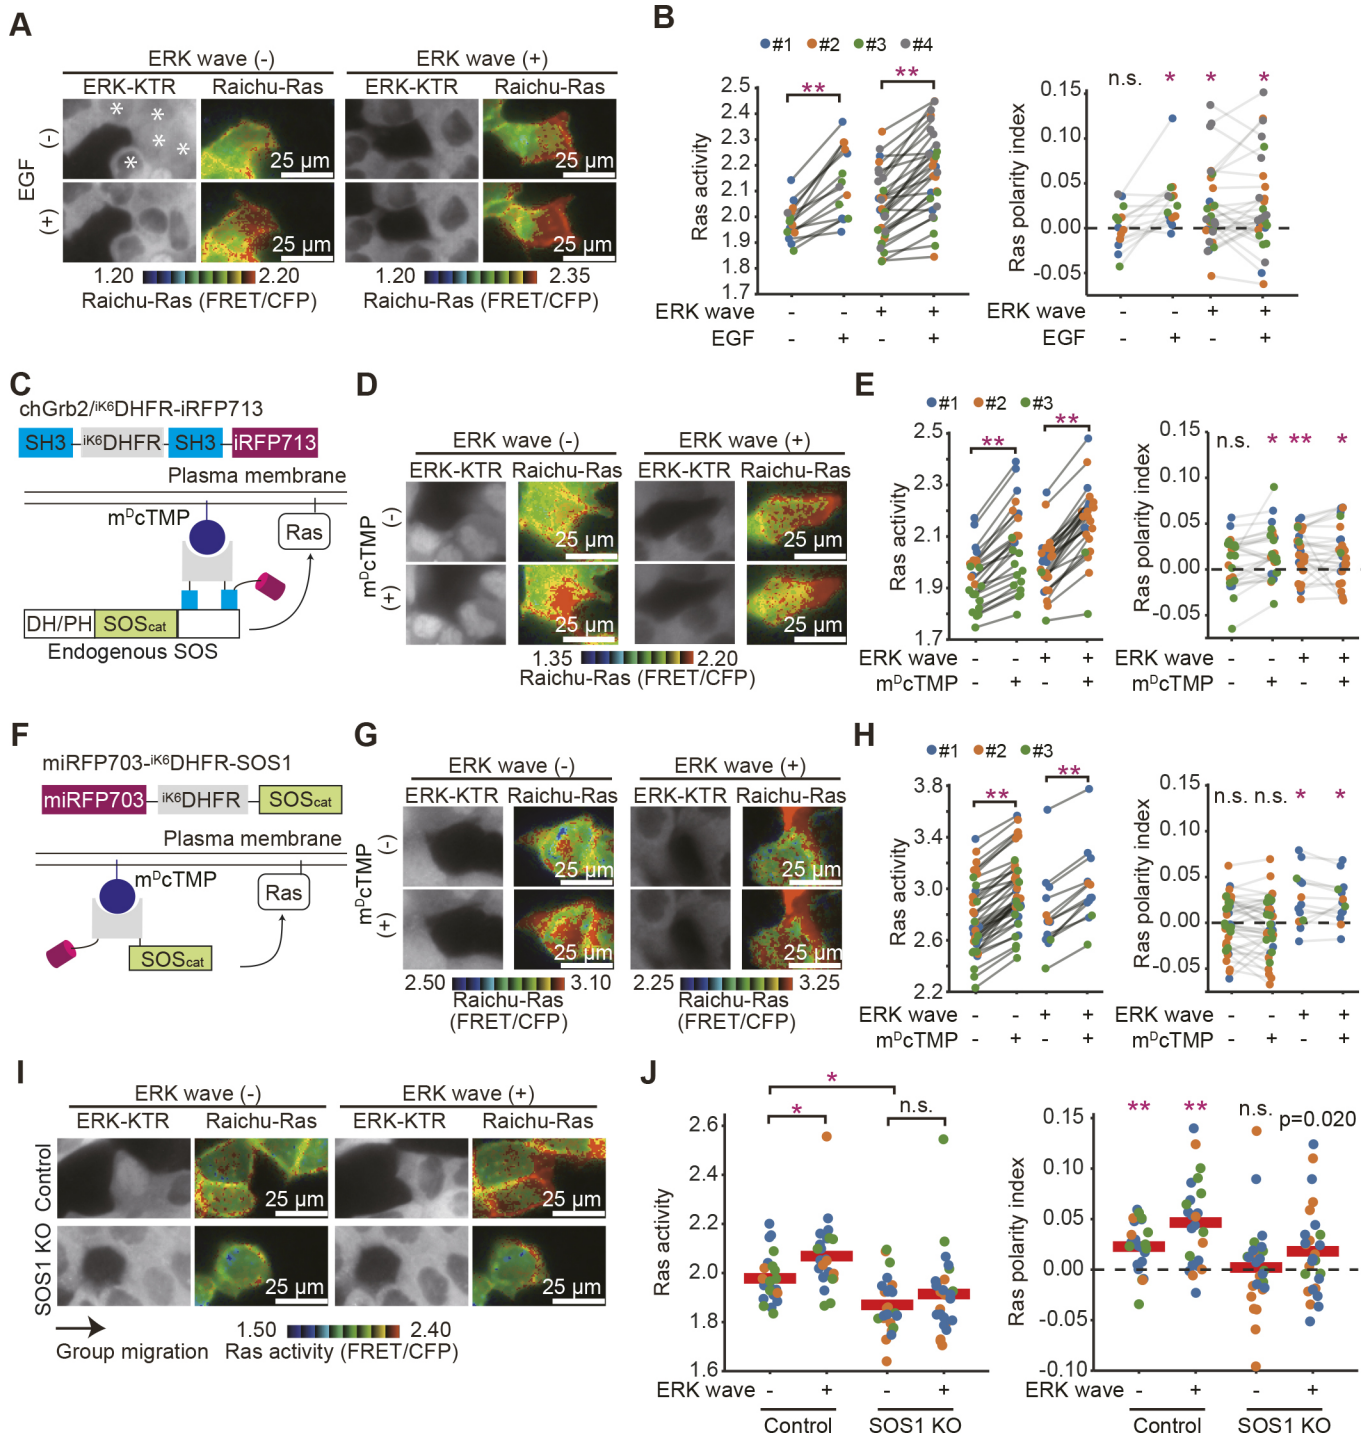 A
ERK wave (-)
ERK wave (+)
ERK-KTR
Raichu-Ras
ERK-KTR
Raichu-Ras
EGF
(-)
(+)
* * * * *
25 µm
25 µm
25 µm
25 µm
1.20
2.20
1.20
2.35
Raichu-Ras (FRET/CFP)
Raichu-Ras (FRET/CFP)
B
#1 #2 #3 #4
Ras activity
2.5
2.4
2.3
2.2
2.1
2.0
1.9
1.8
1.7
** **
ERK wave - - + +
EGF - + - +
Ras polarity index
0.15
0.10
0.05
0.00
-0.05
n.s. * * *
ERK wave - - + +
EGF - + - +
C
chGrb2/iK6DHFR-iRFP713
SH3 iK6DHFR SH3 iRFP713
Plasma membrane
mDcTMP
Ras
DH/PH SOScat
Endogenous SOS
D
ERK wave (-)
ERK wave (+)
ERK-KTR
Raichu-Ras
ERK-KTR
Raichu-Ras
mDcTMP
(-)
(+)
25 µm
25 µm
25 µm
25 µm
1.35
2.20
Raichu-Ras (FRET/CFP)
E
#1 #2 #3
Ras activity
2.5
2.3
2.1
1.9
1.7
** **
ERK wave - - + +
mDcTMP - + - +
Ras polarity index
0.15
0.10
0.05
0.00
-0.05
n.s. * ** *
ERK wave - - + +
mDcTMP - + - +
F
miRFP703-iK6DHFR-SOS1
miRFP703 iK6DHFR SOScat
Plasma membrane
mDcTMP
Ras
SOScat
G
ERK wave (-)
ERK wave (+)
ERK-KTR
Raichu-Ras
ERK-KTR
Raichu-Ras
mDcTMP
(-)
(+)
25 µm
25 µm
25 µm
25 µm
2.50
3.10
2.25
3.25
Raichu-Ras
(FRET/CFP)
Raichu-Ras
(FRET/CFP)
H
#1 #2 #3
Ras activity
3.8
3.4
3.0
2.6
2.2
** **
ERK wave - - + +
mDcTMP - + - +
Ras polarity index
0.15
0.10
0.05
0.00
-0.05
n.s. n.s. * *
ERK wave - - + +
mDcTMP - + - +
I
ERK wave (-)
ERK wave (+)
ERK-KTR
Raichu-Ras
ERK-KTR
Raichu-Ras
Control
SOS1 KO
25 µm
25 µm
25 µm
25 µm
Group migration
1.50
2.40
Ras activity (FRET/CFP)
J
Ras activity
2.6
2.4
2.2
2.0
1.8
1.6
*
* n.s.
ERK wave - + - +
Control SOS1 KO
Ras polarity index
0.15
0.10
0.05
0.00
-0.05
-0.10
** ** n.s. p=0.020
ERK wave - + - +
Control SOS1 KO